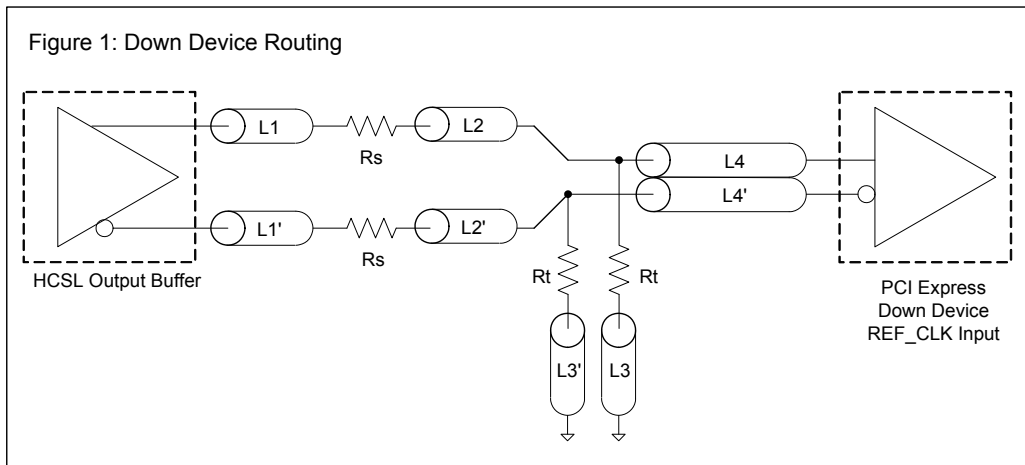 Figure 1: Down Device Routing
L1
Rs
L2
L4
L4'
L1'
Rs
L2'
HCSL Output Buffer
Rt
Rt
L3'
L3
PCI Express
Down Device
REF_CLK Input